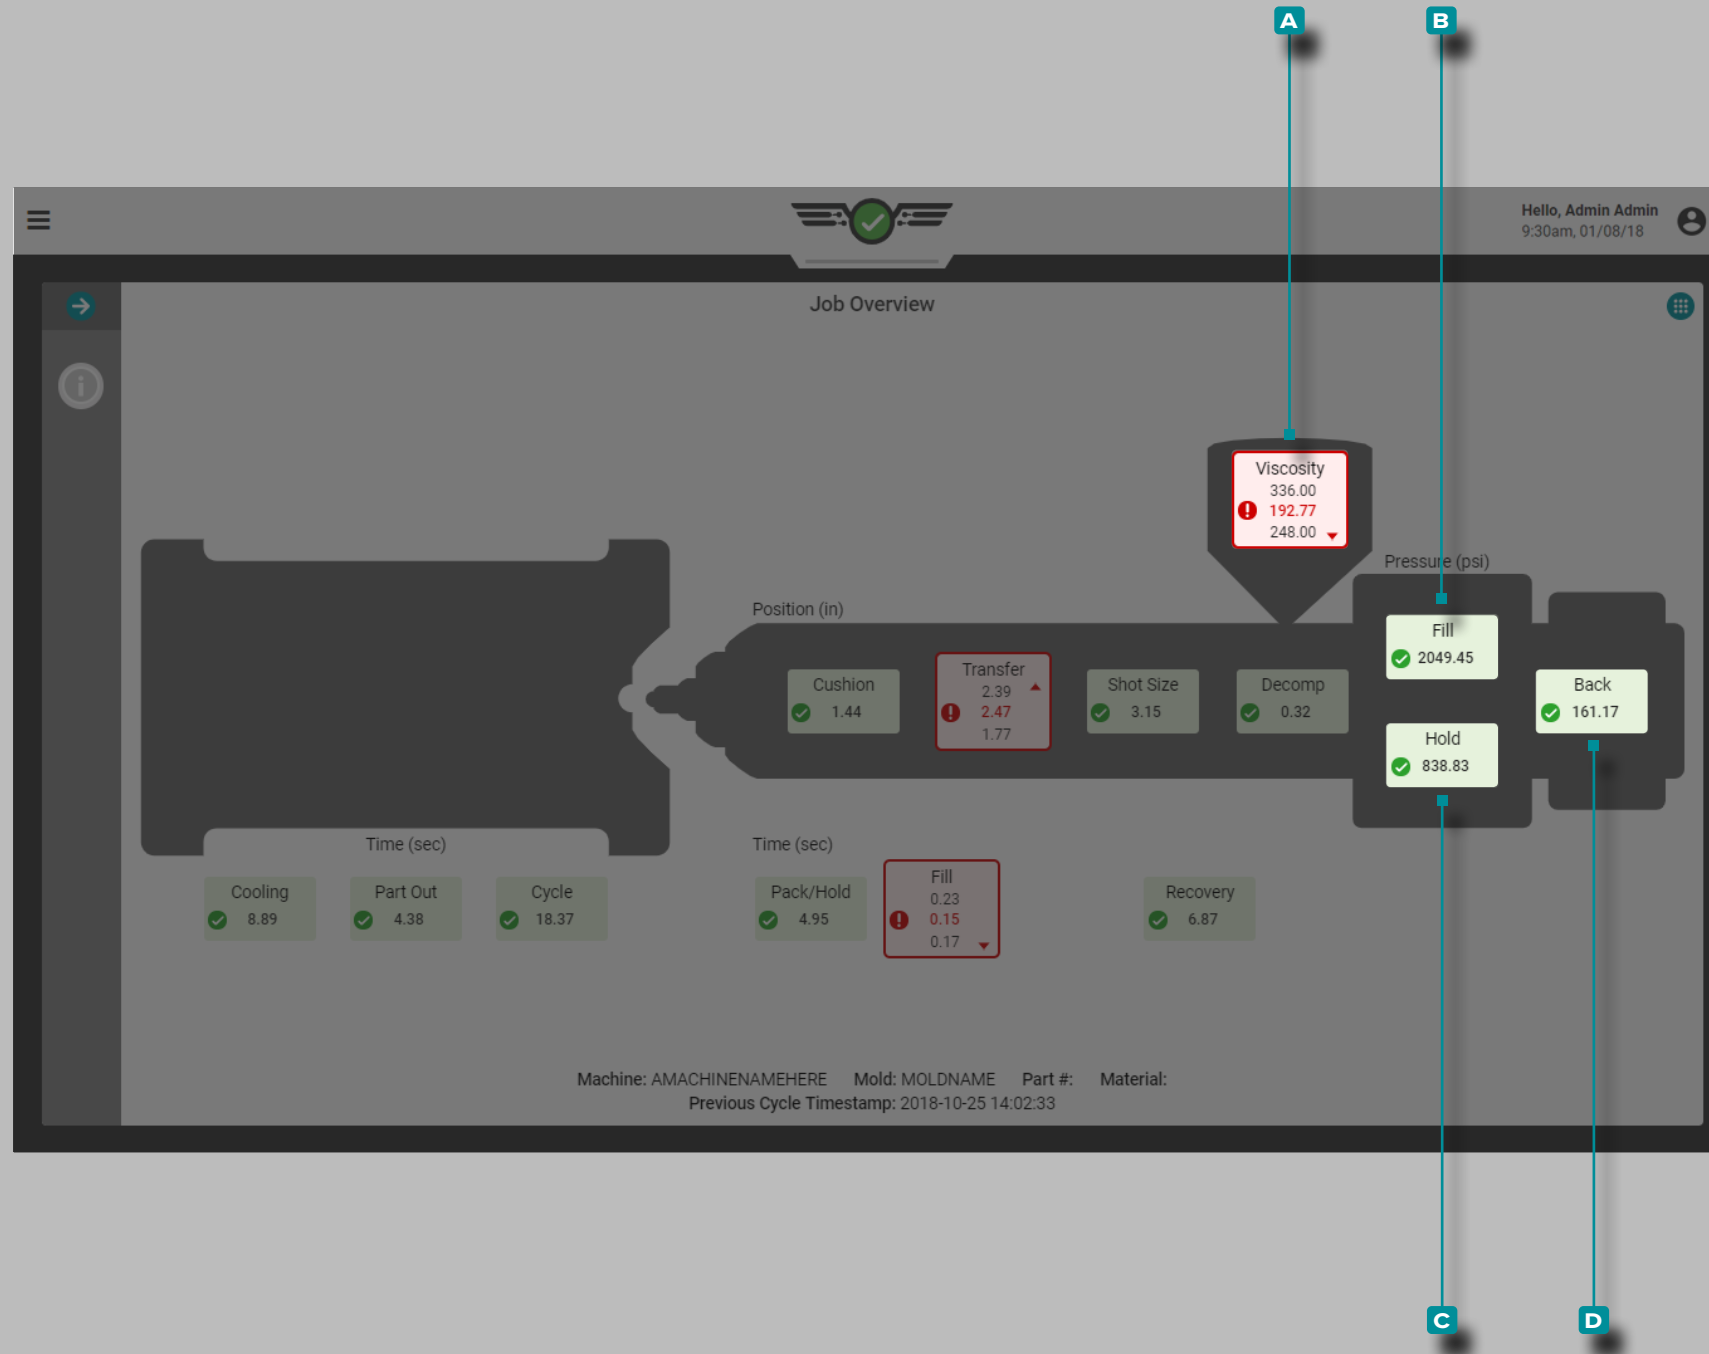 A
B
Hello, Admin Admin
9:30am, 01/08/18
Job Overview
Viscosity
336.00
192.77
248.00
Pressure (psi)
Position (in)
Fill
2049.45
Cushion
1.44
Transfer
2.39
2.47
1.77
Shot Size
3.15
Decomp
0.32
Back
161.17
Hold
838.83
Time (sec)
Time (sec)
Cooling
8.89
Part Out
4.38
Cycle
18.37
Pack/Hold
4.95
Fill
0.23
0.15
0.17
Recovery
6.87
Machine: AMACHINENAMEHERE Mold: MOLDNAME Part #: Material:
Previous Cycle Timestamp: 2018-10-25 14:02:33
C
D